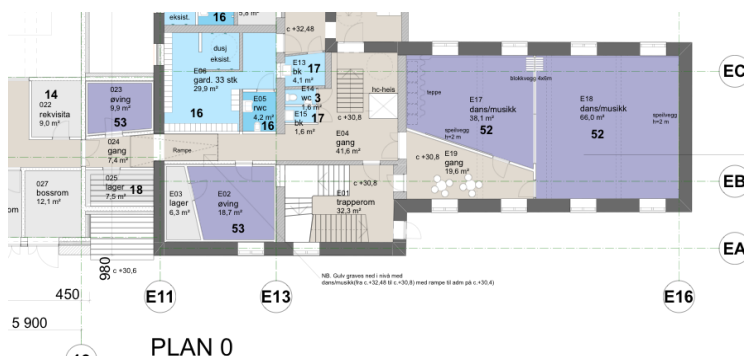 eksist.
16
5,8 m²
c +32,48
dusj
eksist.
E06
gard. 33 stk
29,9 m²
16
E05
rwc
4,2 m²
16
E13
bk
4,1 m²
17
E14 -
wc
1,6 m²
3
17
E15
bk
1,6 m²
c +30,8
hc-heis
E04
gang
41,6 m²
c +30,8
teppe
E17
dans/musikk
38,1 m²
52
speilvegg
h=2 m
blokkvegg 4xdim
E18
dans/musikk
66,0 m²
52
speilvegg
h=2 m
EC
14
022
rekvisita
9,0 m²
023
øving
9,9 m²
53
024
gang
7,4 m²
Rampe
c +30,8
E19
gang
19,6 m²
EB
027
bossrom
12,1 m²
025
lager
7,5 m²
18
E03
lager
6,3 m²
E02
øving
18,7 m²
53
E01
trapperom
32,3 m²
c +30,8
EA
980
c +30,6
NB. Gulv graves ned i nivå med
dans/musikk(fra c.+32,48 til c.+30,8) med rampe til adm på c.+30,4)
450
E11
E13
E16
5 900
PLAN 0